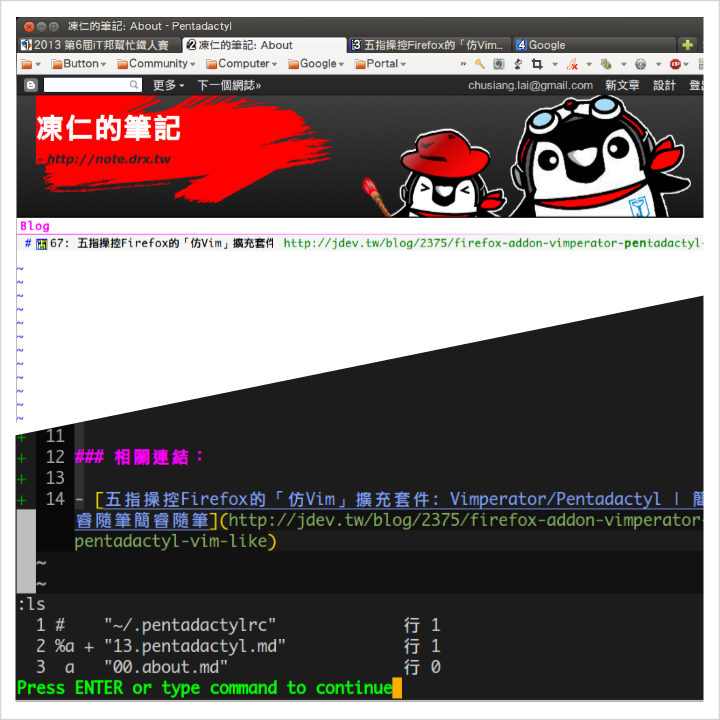 凍仁的筆記: About - Pentadactyl
1 2013 第6屆iT邦幫忙鐵人賽 2 凍仁的筆記: About 3 五指操控Firefox的「仿Vim... 4 Google
Button Community Computer Google Portal »
更多 下一個網誌» chusiang.lai@gmail.com 新文章 設計 登出
凍仁的筆記
- http://note.drx.tw
Blog
# 67: 五指操控Firefox的「仿Vim」擴充套件 http://jdev.tw/blog/2375/firefox-addon-vimperator-pentadactyl-
~
~
~
~
~
~
~
~
~
~
~
~
+ 11
+ 12 ### 相關連結：
+ 13
+ 14 - [五指操控Firefox的「仿Vim」擴充套件: Vimperator/Pentadactyl | 簡
睿隨筆簡睿隨筆](http://jdev.tw/blog/2375/firefox-addon-vimperator-
pentadactyl-vim-like)
~
~
:ls
1 # "~/.pentadactylrc" 行 1
2 %a + "13.pentadactyl.md" 行 1
3 a "00.about.md" 行 0
Press ENTER or type command to continue